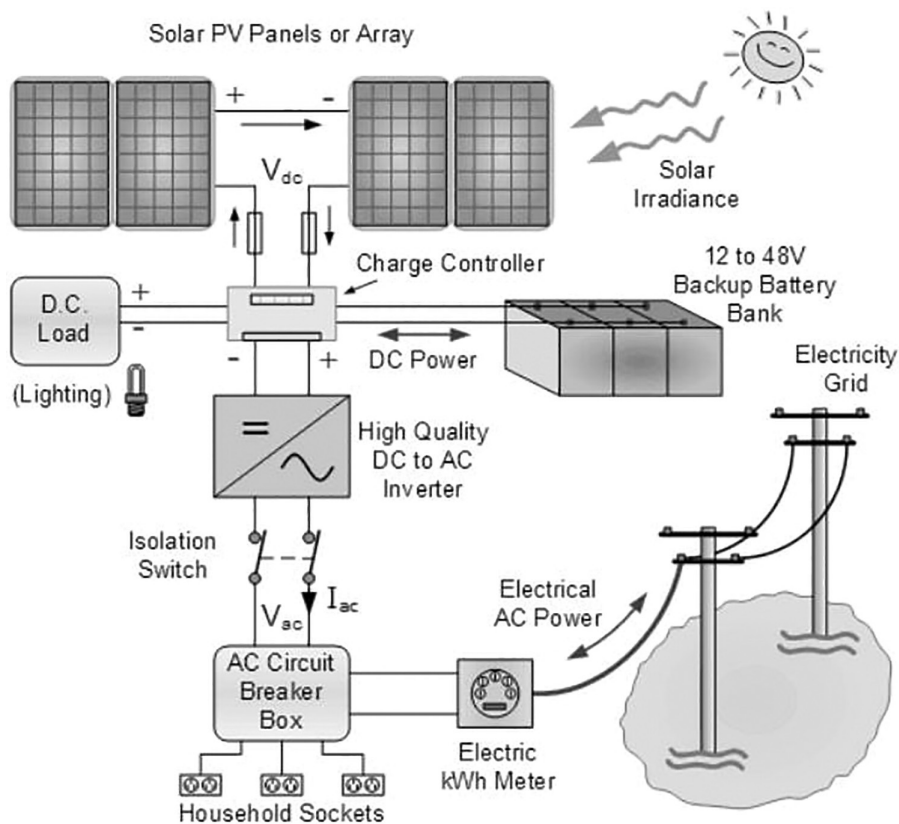 Solar PV Panels or Array
+
-
Vdc
Solar
Irradiance
Charge Controller
12 to 48V
Backup Battery
Bank
D.C.
Load
+
-
DC Power
(Lighting)
-
+
Electricity
Grid
High Quality
DC to AC
Inverter
Isolation
Switch
Electrical
AC Power
Iac
Vac
AC Circuit
Breaker
Box
Electric
kWh Meter
Household Sockets